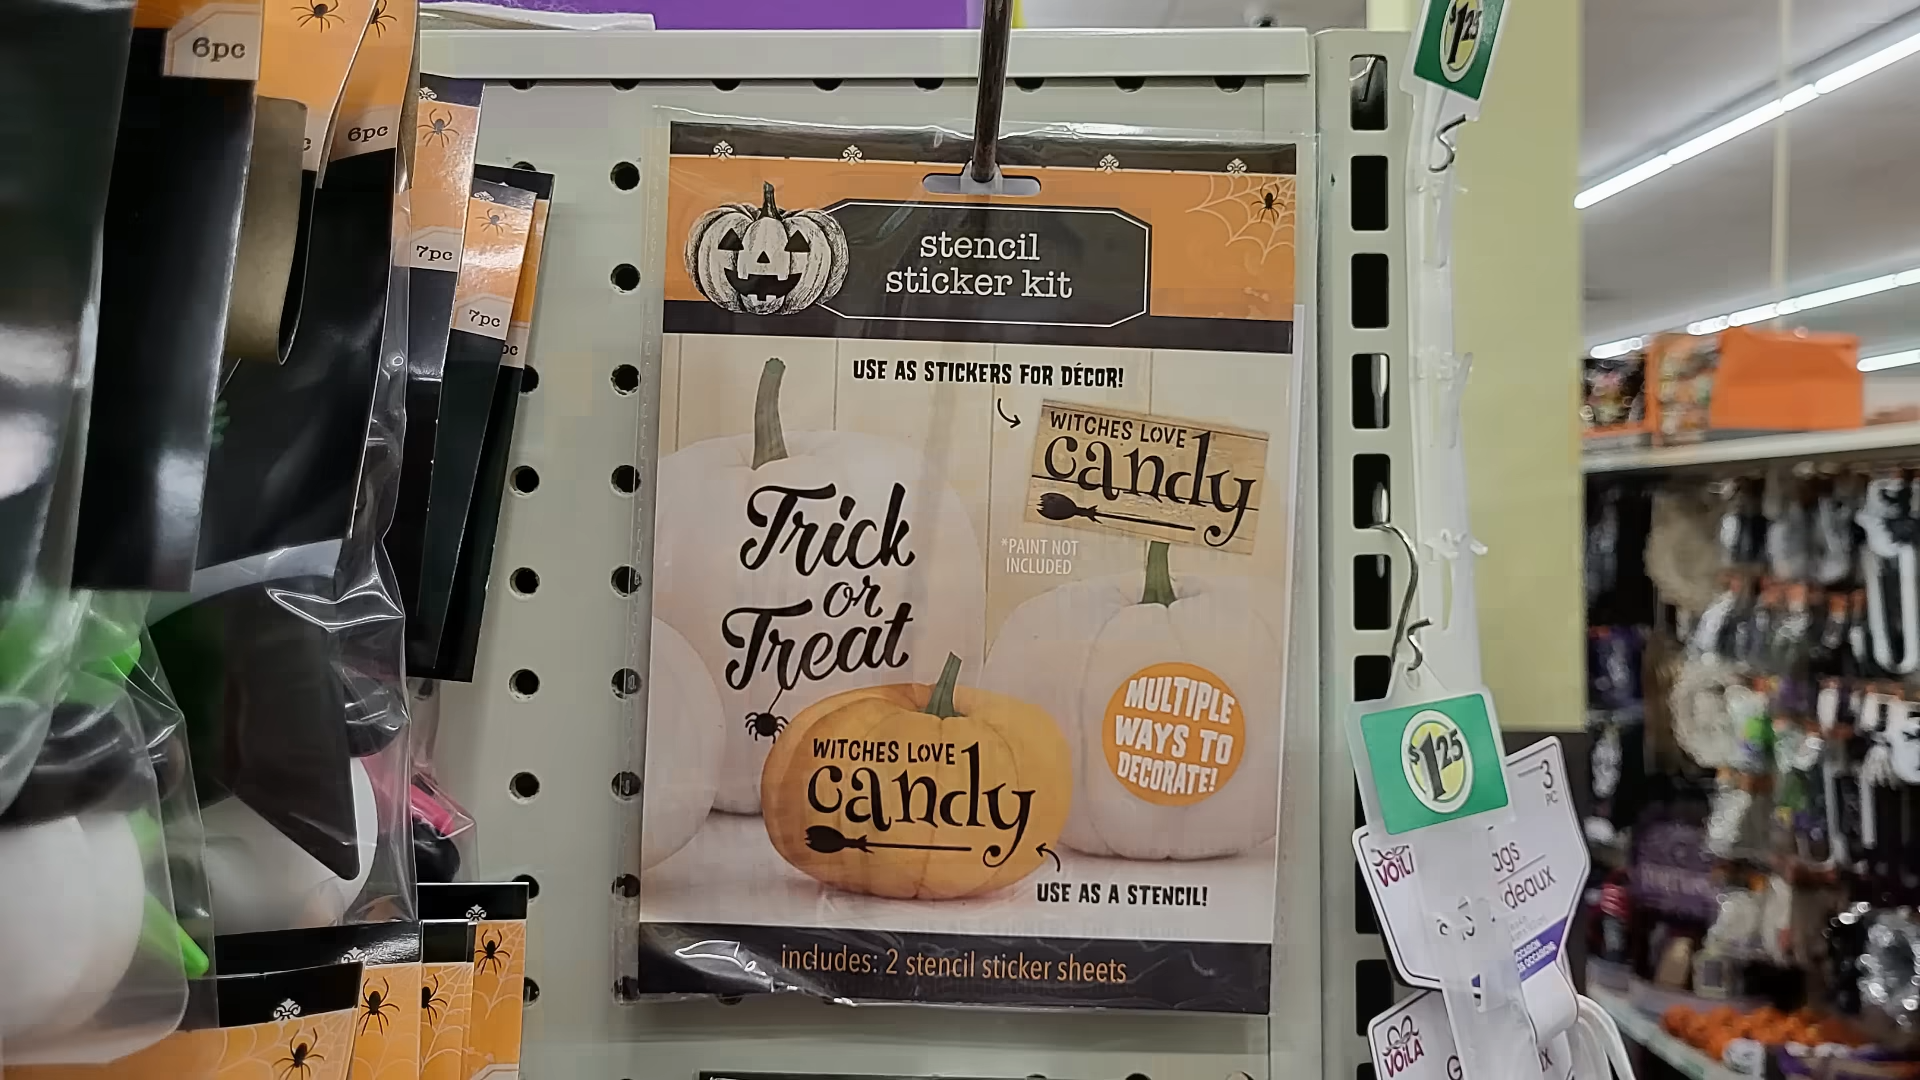 6pc
6pc
7pc
7pc
pc
$1.25
stencil
sticker kit
USE AS STICKERS FOR DÉCOR!
WITCHES LOVE
candy
*PAINT NOT
INCLUDED
Trick
or
Treat
MULTIPLE
WAYS TO
DECORATE!
WITCHES LOVE
candy
USE AS A STENCIL!
includes: 2 stencil sticker sheets
$1.25
3
PC
VOILÀ
VOILÀ